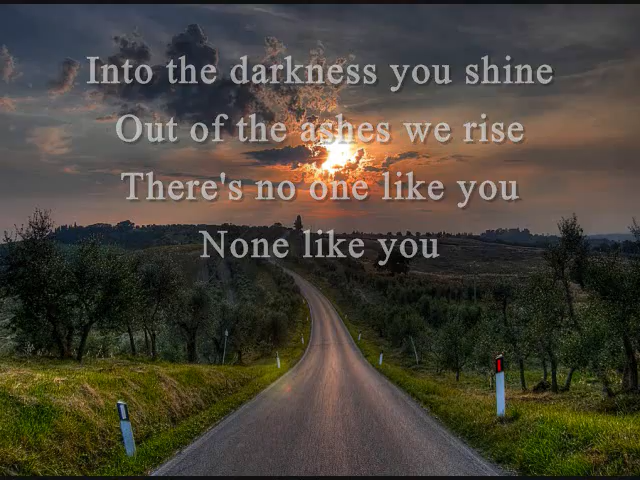 Into the darkness you shine
Out of the ashes we rise
There's no one like you
None like you